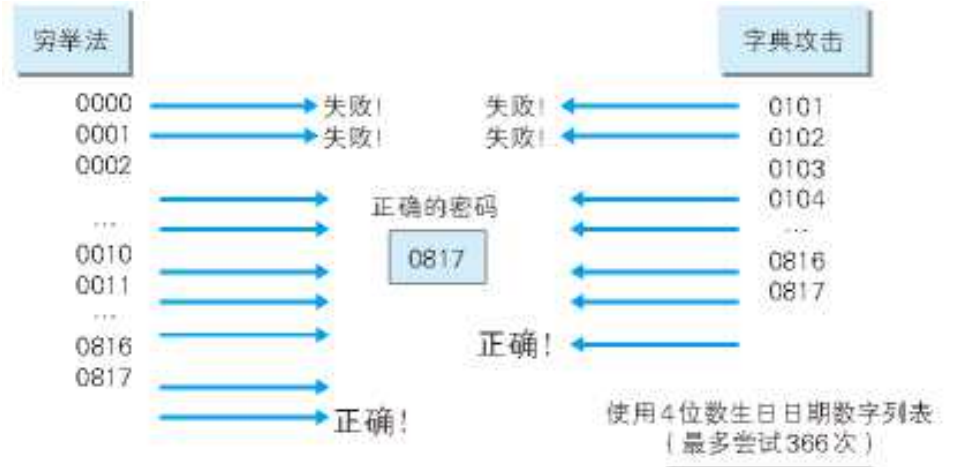 穷举法
0000
0001
0002
…
0010
0011
…
0816
0817
失败!
失败!
正确!
正确的密码
0817
字典攻击
失败!
失败!
0101
0102
0103
0104
…
0816
0817
正确!
使用4位数生日日期数字列表
(最多尝试366次)